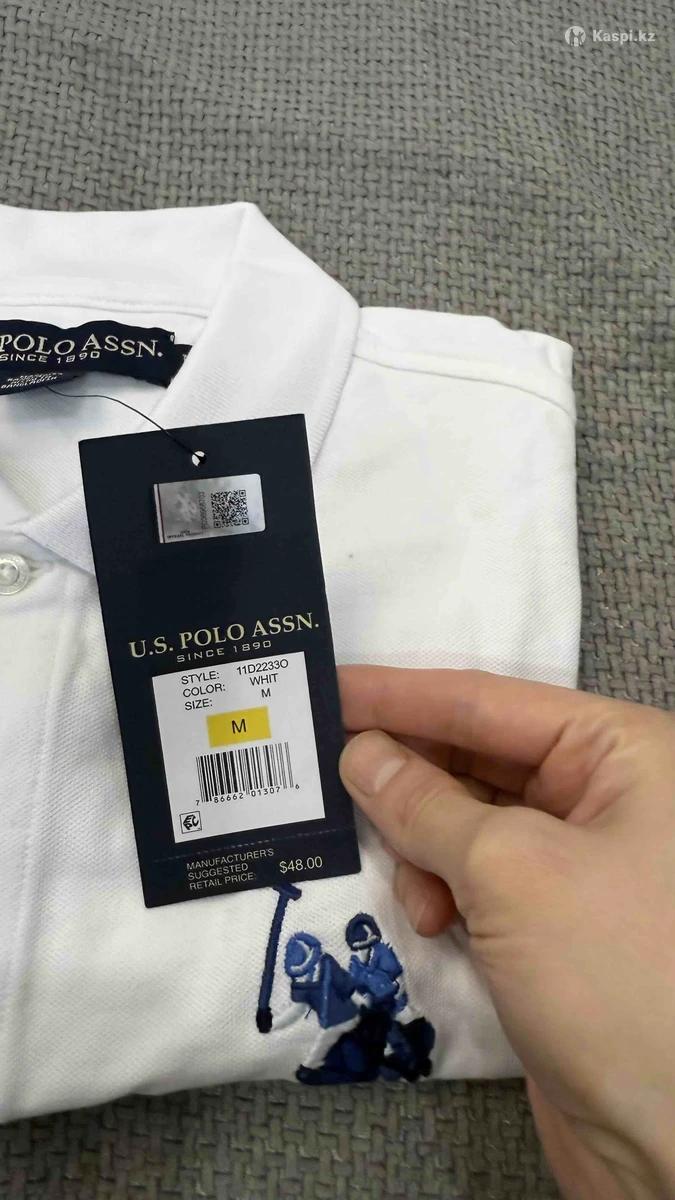 Kaspi.kz
POLO ASSN.
SINCE 1890
BANGLADESH
U.S. POLO ASSN.
SINCE 1890
STYLE: 11D2233O
COLOR: WHIT
SIZE: M
M
7 86662 01307 6
MANUFACTURER'S
SUGGESTED
RETAIL PRICE: $48.00